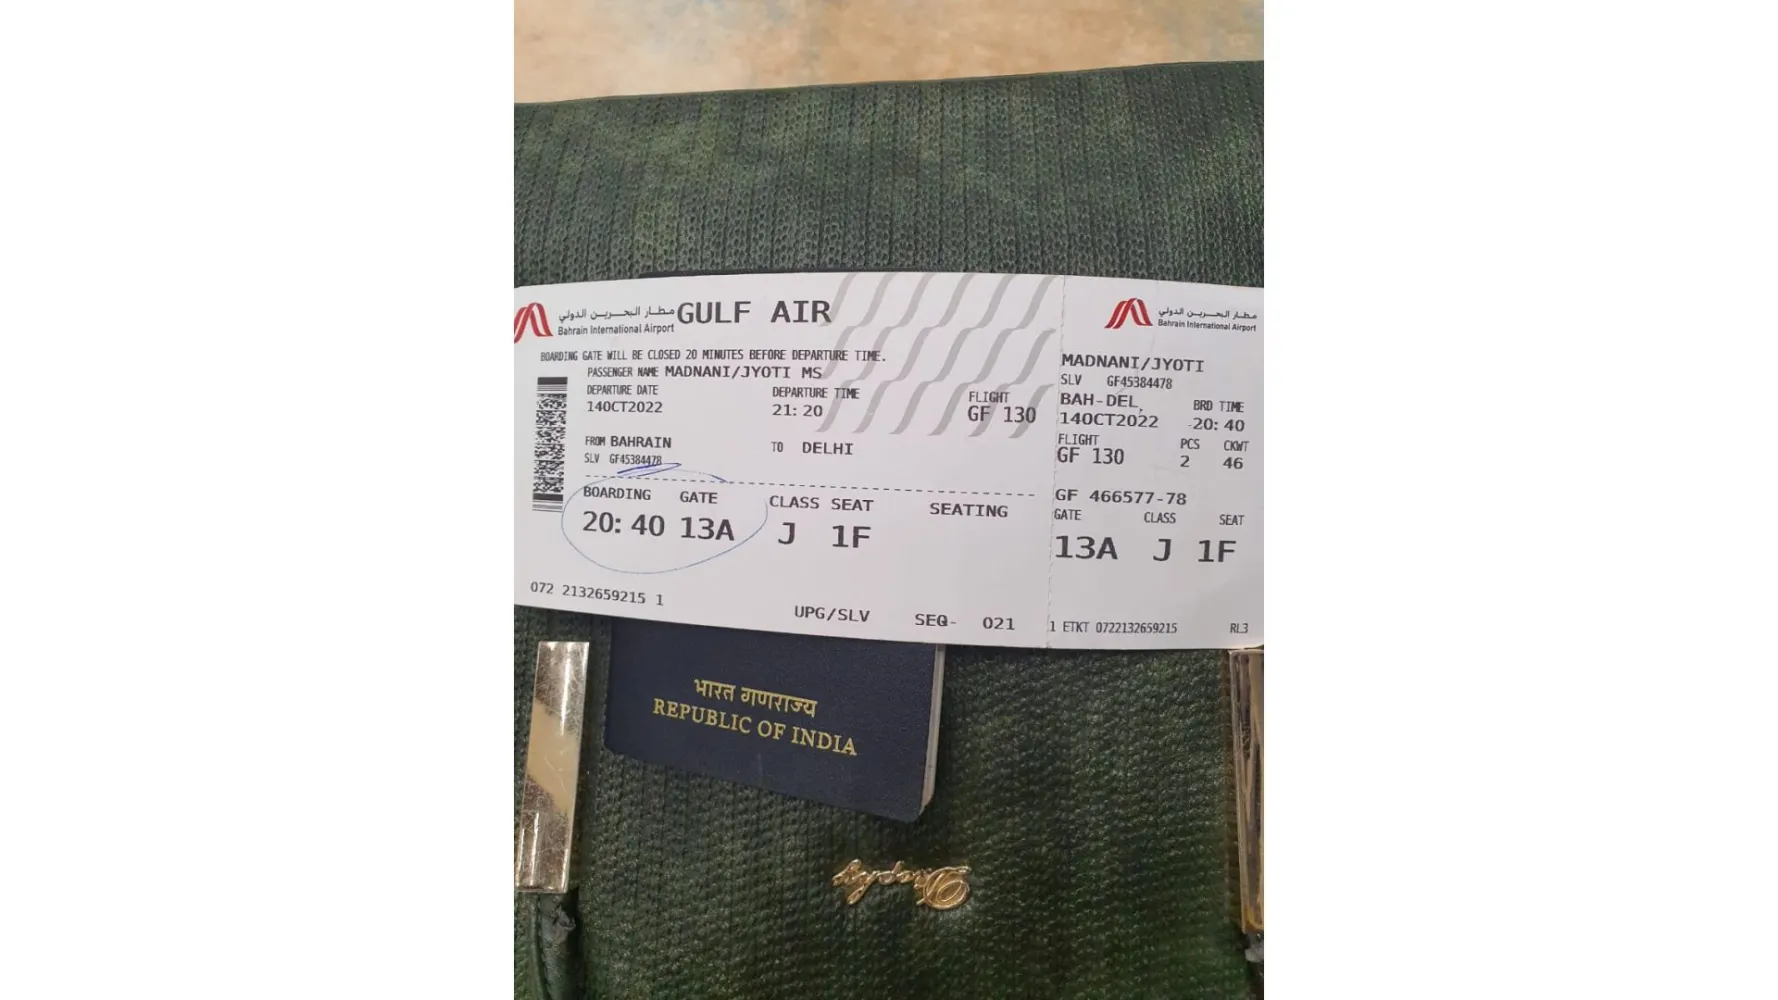 مطار البحرين الدولي
Bahrain International Airport
GULF AIR
BOARDING GATE WILL BE CLOSED 20 MINUTES BEFORE DEPARTURE TIME.
PASSENGER NAME MADNANI/JYOTI MS
DEPARTURE DATE DEPARTURE TIME FLIGHT
14OCT2022 21:20 GF 130
FROM BAHRAIN TO DELHI
SLV GF45384478
BOARDING GATE CLASS SEAT SEATING
20:40 13A J 1F
072 2132659215 1
UPG/SLV SEQ- 021
مطار البحرين الدولي
Bahrain International Airport
MADNANI/JYOTI
SLV GF45384478
BAH-DEL, BRD TIME
14OCT2022 20:40
FLIGHT PCS CKWT
GF 130 2 46
GF 466577-78
GATE CLASS SEAT
13A J 1F
1 ETKT 0722132659215 RL3
भारत गणराज्य
REPUBLIC OF INDIA